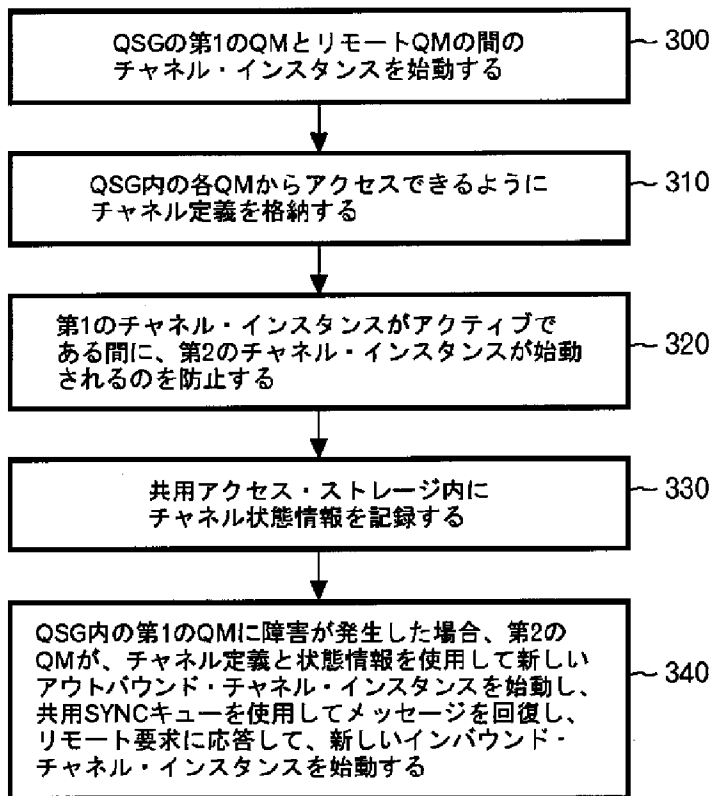 QSGの第1のQMとリモートQMの間の
チャネル・インスタンスを始動する
300
QSG内の各QMからアクセスできるように
チャネル定義を格納する
310
第1のチャネル・インスタンスがアクティブで
ある間に、第2のチャネル・インスタンスが始動
されるのを防止する
320
共用アクセス・ストレージ内に
チャネル状態情報を記録する
330
QSG内の第1のQMに障害が発生した場合、第2の
QMが、チャネル定義と状態情報を使用して新しい
アウトバウンド・チャネル・インスタンスを始動し、
共用SYNCキューを使用してメッセージを回復し、
リモート要求に応答して、新しいインバウンド・
チャネル・インスタンスを始動する
340